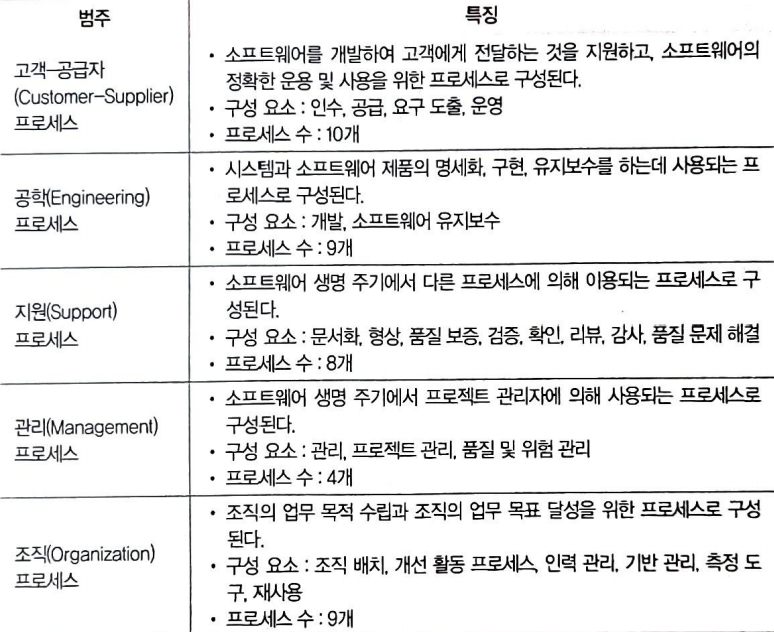 범주
특징
고객-공급자
(Customer-Supplier)
프로세스
• 소프트웨어를 개발하여 고객에게 전달하는 것을 지원하고, 소프트웨어의
정확한 운용 및 사용을 위한 프로세스로 구성된다.
• 구성 요소 : 인수, 공급, 요구 도출, 운영
• 프로세스 수 : 10개
공학(Engineering)
프로세스
• 시스템과 소프트웨어 제품의 명세화, 구현, 유지보수를 하는데 사용되는 프
로세스로 구성된다.
• 구성 요소 : 개발, 소프트웨어 유지보수
• 프로세스 수 : 9개
지원(Support)
프로세스
• 소프트웨어 생명 주기에서 다른 프로세스에 의해 이용되는 프로세스로 구
성된다.
• 구성 요소 : 문서화, 형상, 품질 보증, 검증, 확인, 리뷰, 감사, 품질 문제 해결
• 프로세스 수 : 8개
관리(Management)
프로세스
• 소프트웨어 생명 주기에서 프로젝트 관리자에 의해 사용되는 프로세스로
구성된다.
• 구성 요소 : 관리, 프로젝트 관리, 품질 및 위험 관리
• 프로세스 수 : 4개
조직(Organization)
프로세스
• 조직의 업무 목적 수립과 조직의 업무 목표 달성을 위한 프로세스로 구성
된다.
• 구성 요소 : 조직 배치, 개선 활동 프로세스, 인력 관리, 기반 관리, 측정 도
구, 재사용
• 프로세스 수 : 9개